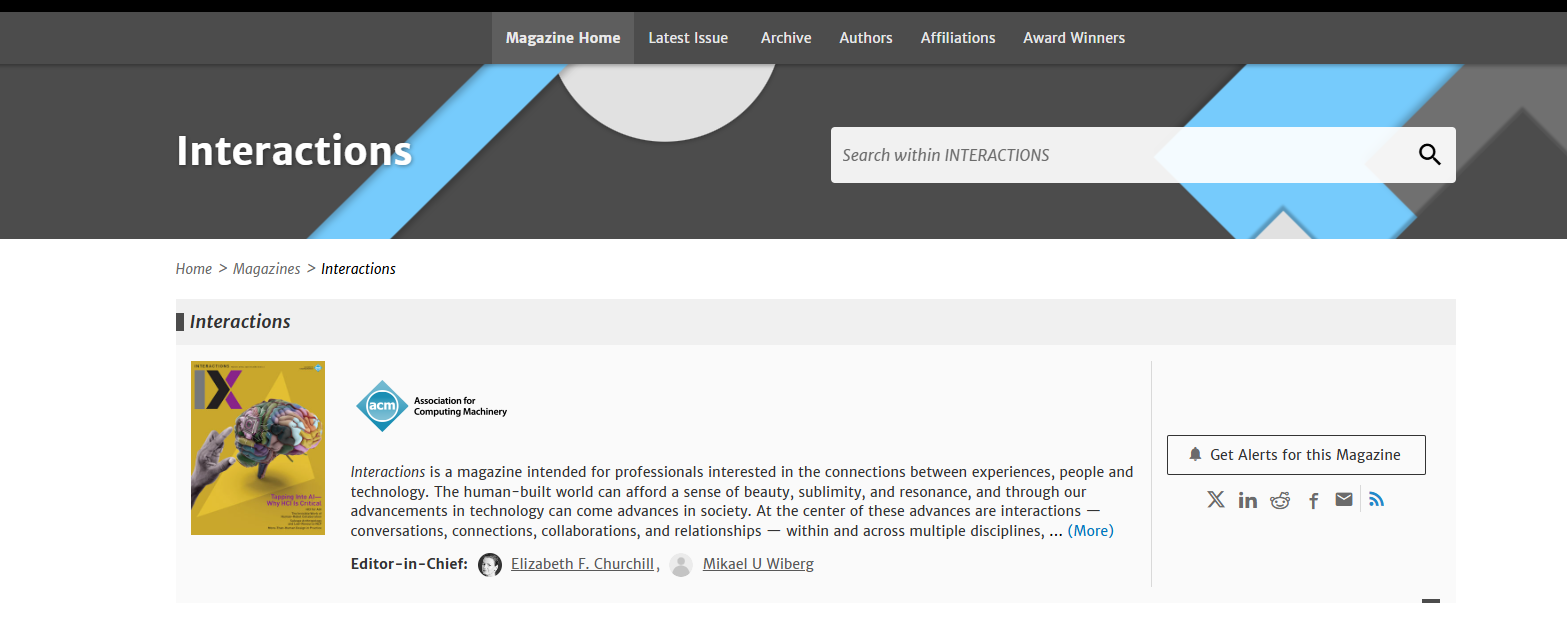 Magazine Home Latest Issue Archive Authors Affiliations Award Winners
Interactions
Search within INTERACTIONS
Home > Magazines > Interactions
Interactions
INTERACTIONS
IX
Tapping Into AI—
Why HCI Is Critical
acm Association for
Computing Machinery
Interactions is a magazine intended for professionals interested in the connections between experiences, people and
technology. The human-built world can afford a sense of beauty, sublimity, and resonance, and through our
advancements in technology can come advances in society. At the center of these advances are interactions —
conversations, connections, collaborations, and relationships — within and across multiple disciplines, ... (More)
Editor-in-Chief: Elizabeth F. Churchill, Mikael U Wiberg
Get Alerts for this Magazine